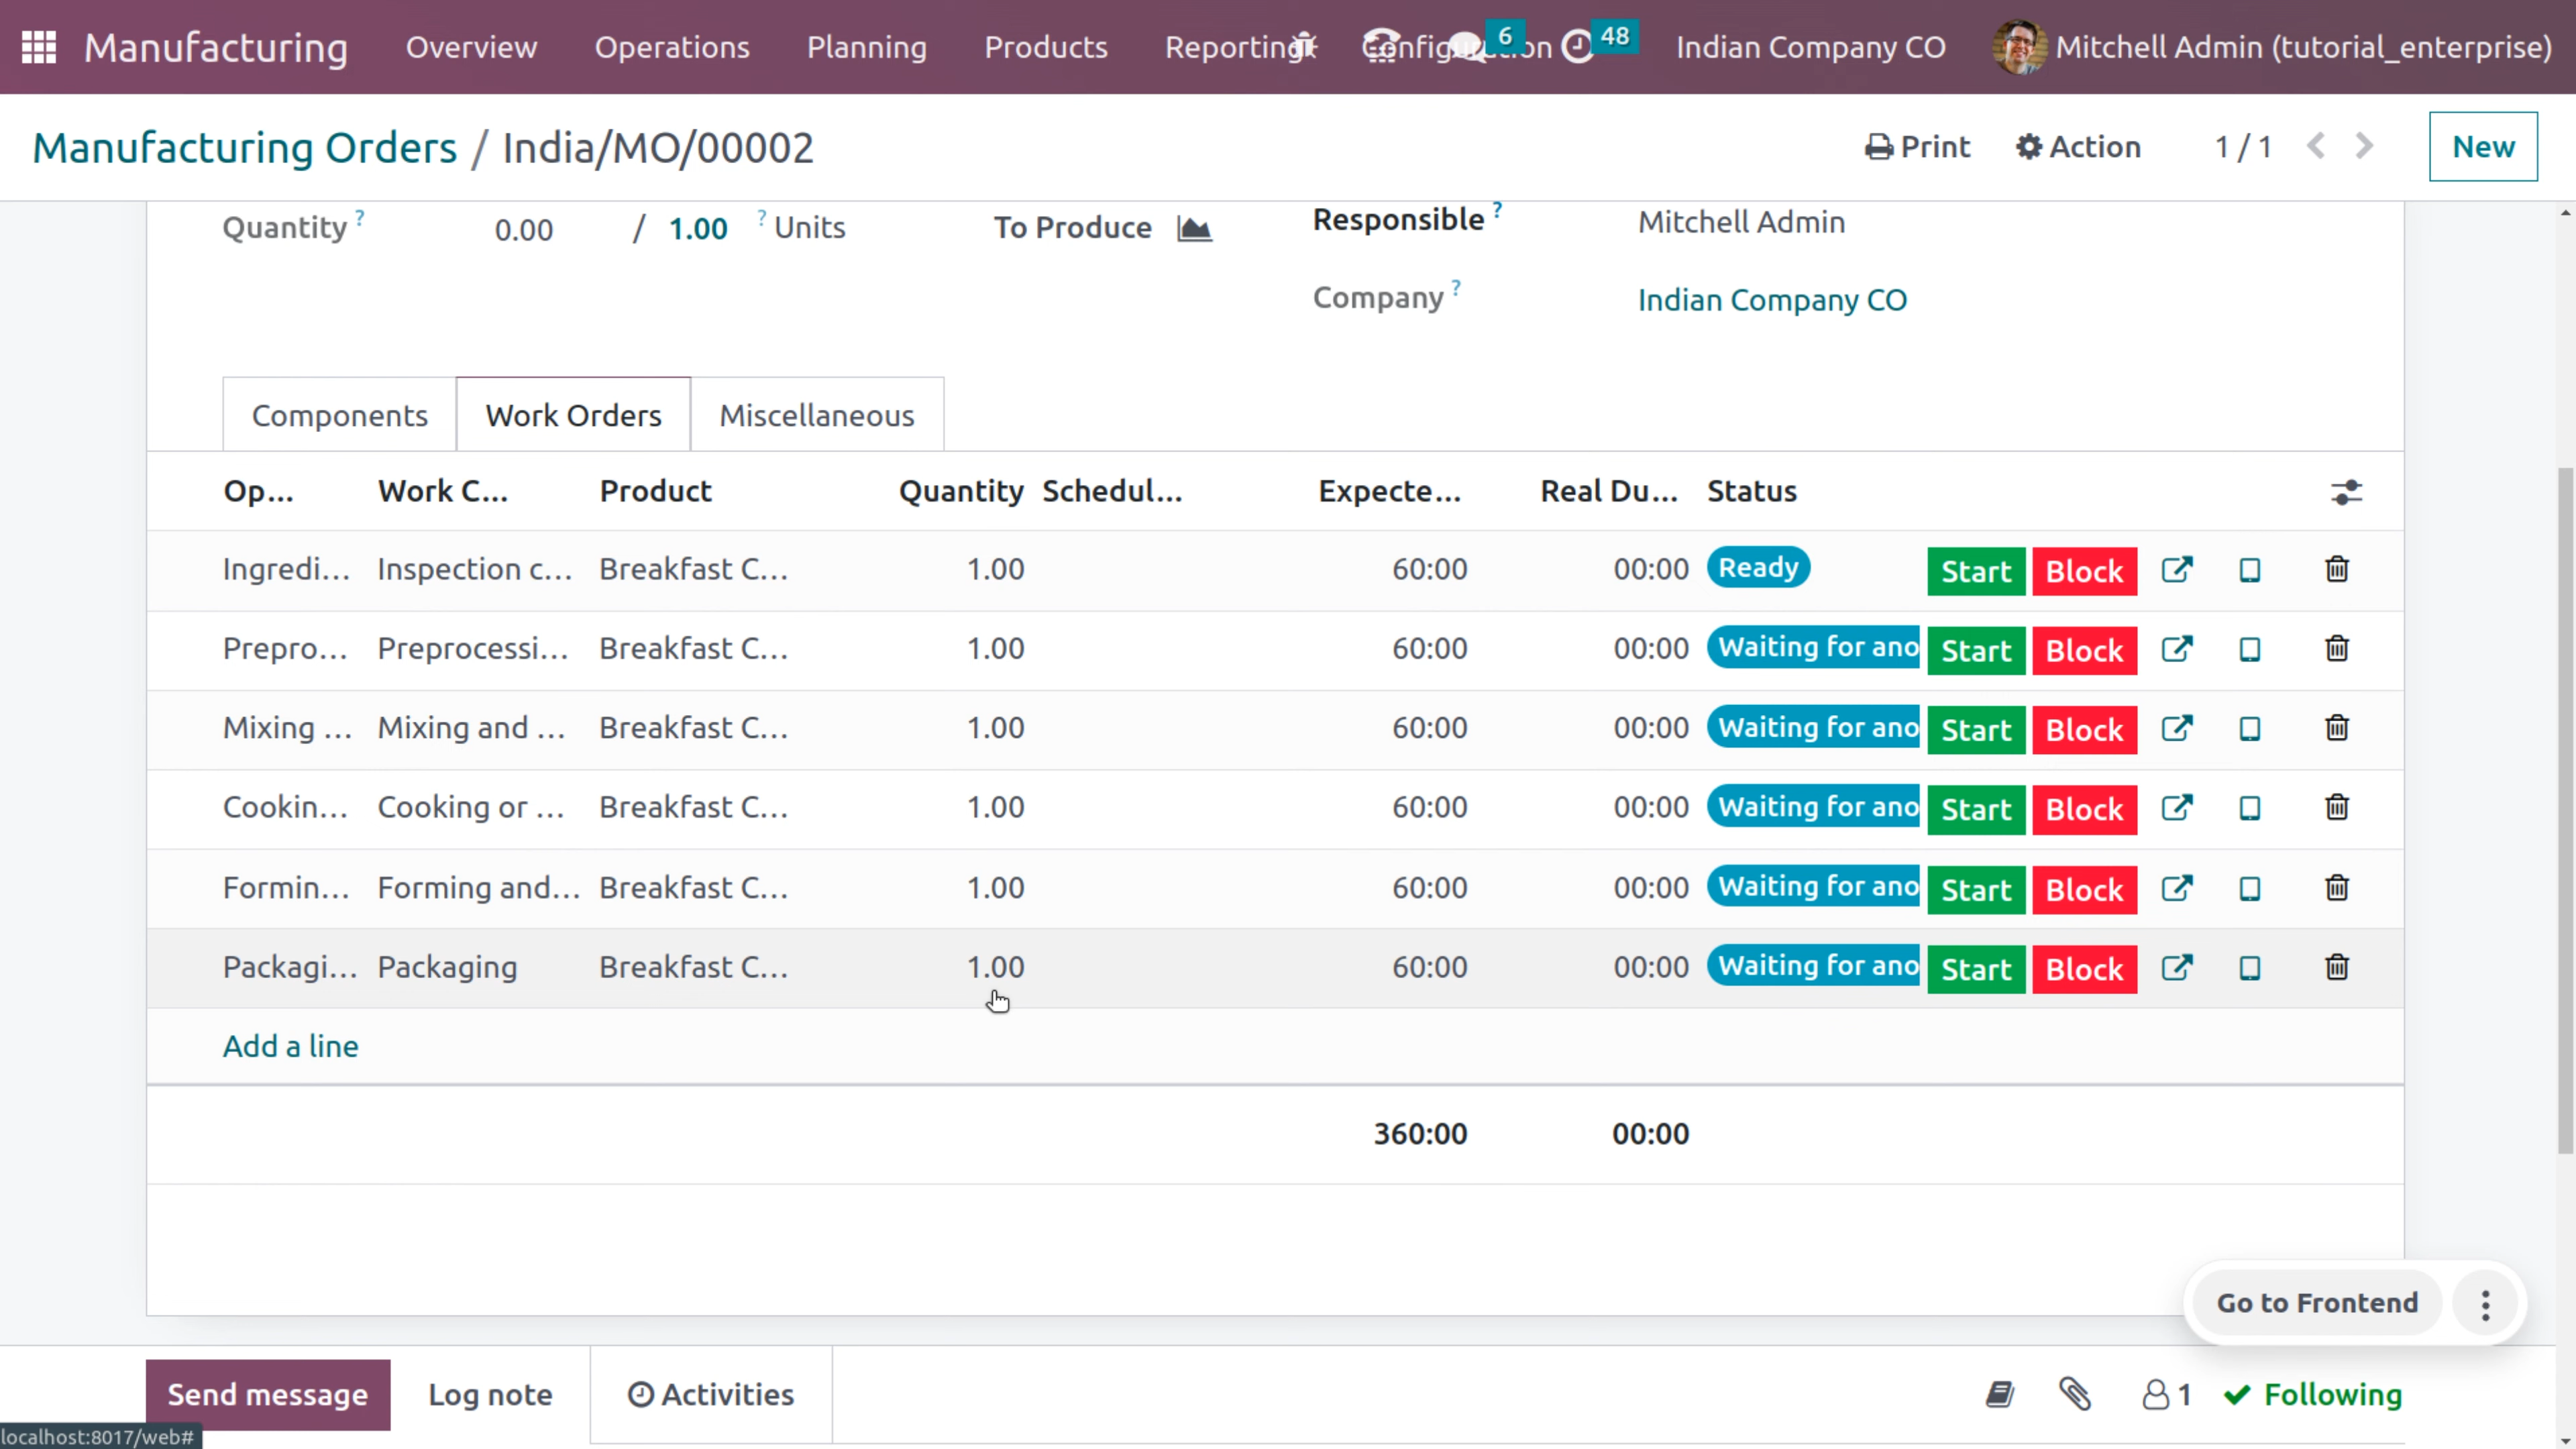 Manufacturing Overview Operations Planning Products Reporting Configuration 6 48 Indian Company CO Mitchell Admin (tutorial_enterprise)
Manufacturing Orders / India/MO/00002 Print Action 1 / 1 New
Quantity ? 0.00 / 1.00 ? Units To Produce Responsible ? Mitchell Admin
Company ? Indian Company CO
Components Work Orders Miscellaneous
Op... Work C... Product Quantity Schedul... Expecte... Real Du... Status
Ingredi... Inspection c... Breakfast C... 1.00 60:00 00:00 Ready Start Block
Prepro... Preprocessi... Breakfast C... 1.00 60:00 00:00 Waiting for ano Start Block
Mixing ... Mixing and ... Breakfast C... 1.00 60:00 00:00 Waiting for ano Start Block
Cookin... Cooking or ... Breakfast C... 1.00 60:00 00:00 Waiting for ano Start Block
Formin... Forming and... Breakfast C... 1.00 60:00 00:00 Waiting for ano Start Block
Packagi... Packaging Breakfast C... 1.00 60:00 00:00 Waiting for ano Start Block
Add a line
360:00 00:00
Go to Frontend
Send message Log note Activities 1 Following
localhost:8017/web#